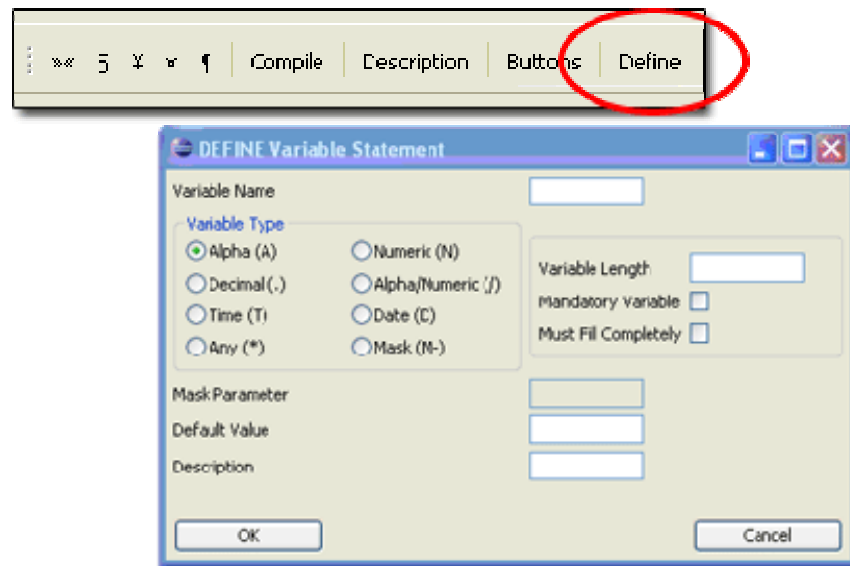 »« 5 ¥ ¤ ¶ Compile Description Buttons Define
DEFINE Variable Statement
Variable Name
Variable Type
Alpha (A) Numeric (N)
Decimal(.) Alpha/Numeric (/)
Time (T) Date (D)
Any (*) Mask (M-)
Variable Length
Mandatory Variable
Must Fill Completely
Mask Parameter
Default Value
Description
OK Cancel